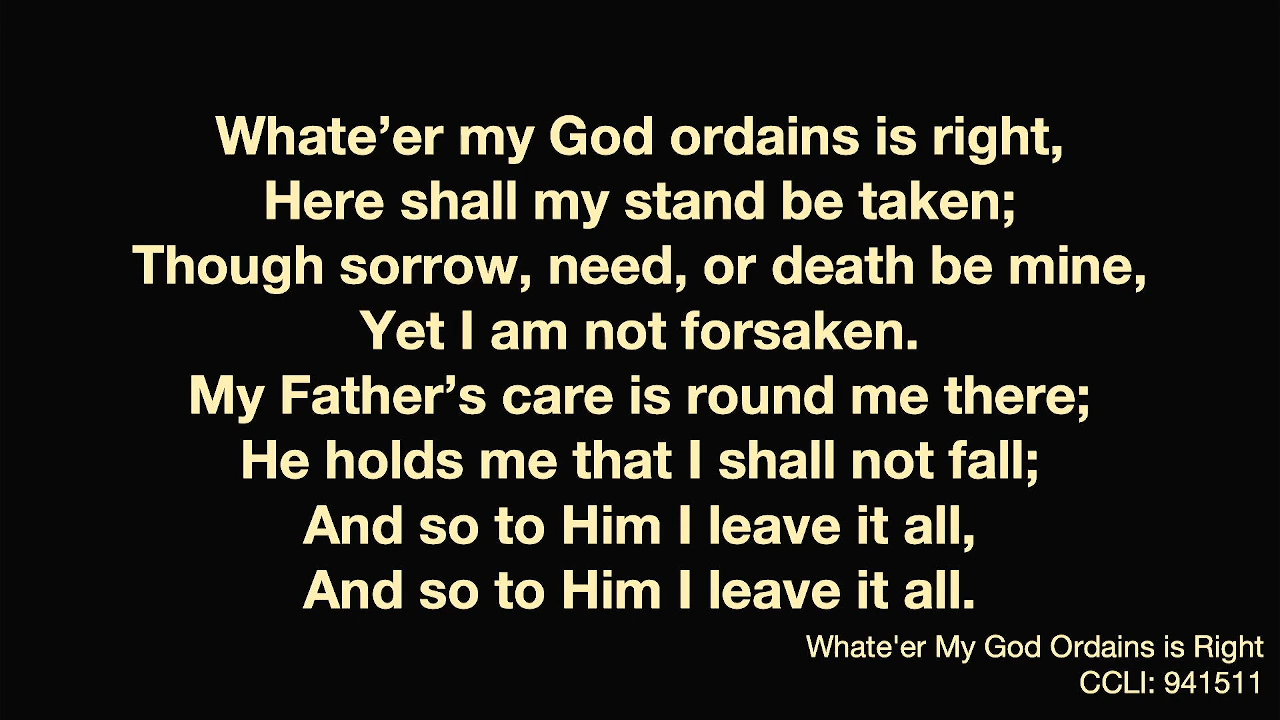 Whate’er my God ordains is right,
Here shall my stand be taken;
Though sorrow, need, or death be mine,
Yet I am not forsaken.
My Father’s care is round me there;
He holds me that I shall not fall;
And so to Him I leave it all,
And so to Him I leave it all.
Whate'er My God Ordains is Right
CCLI: 941511